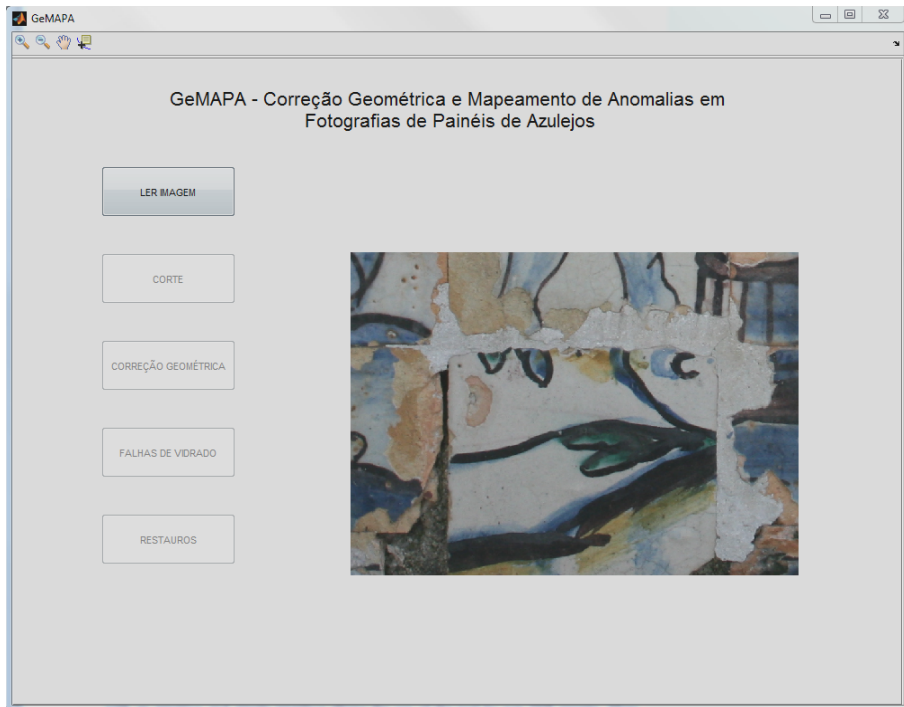 GeMAPA
GeMAPA - Correção Geométrica e Mapeamento de Anomalias em
Fotografias de Painéis de Azulejos
LER IMAGEM
CORTE
CORREÇÃO GEOMÉTRICA
FALHAS DE VIDRADO
RESTAUROS